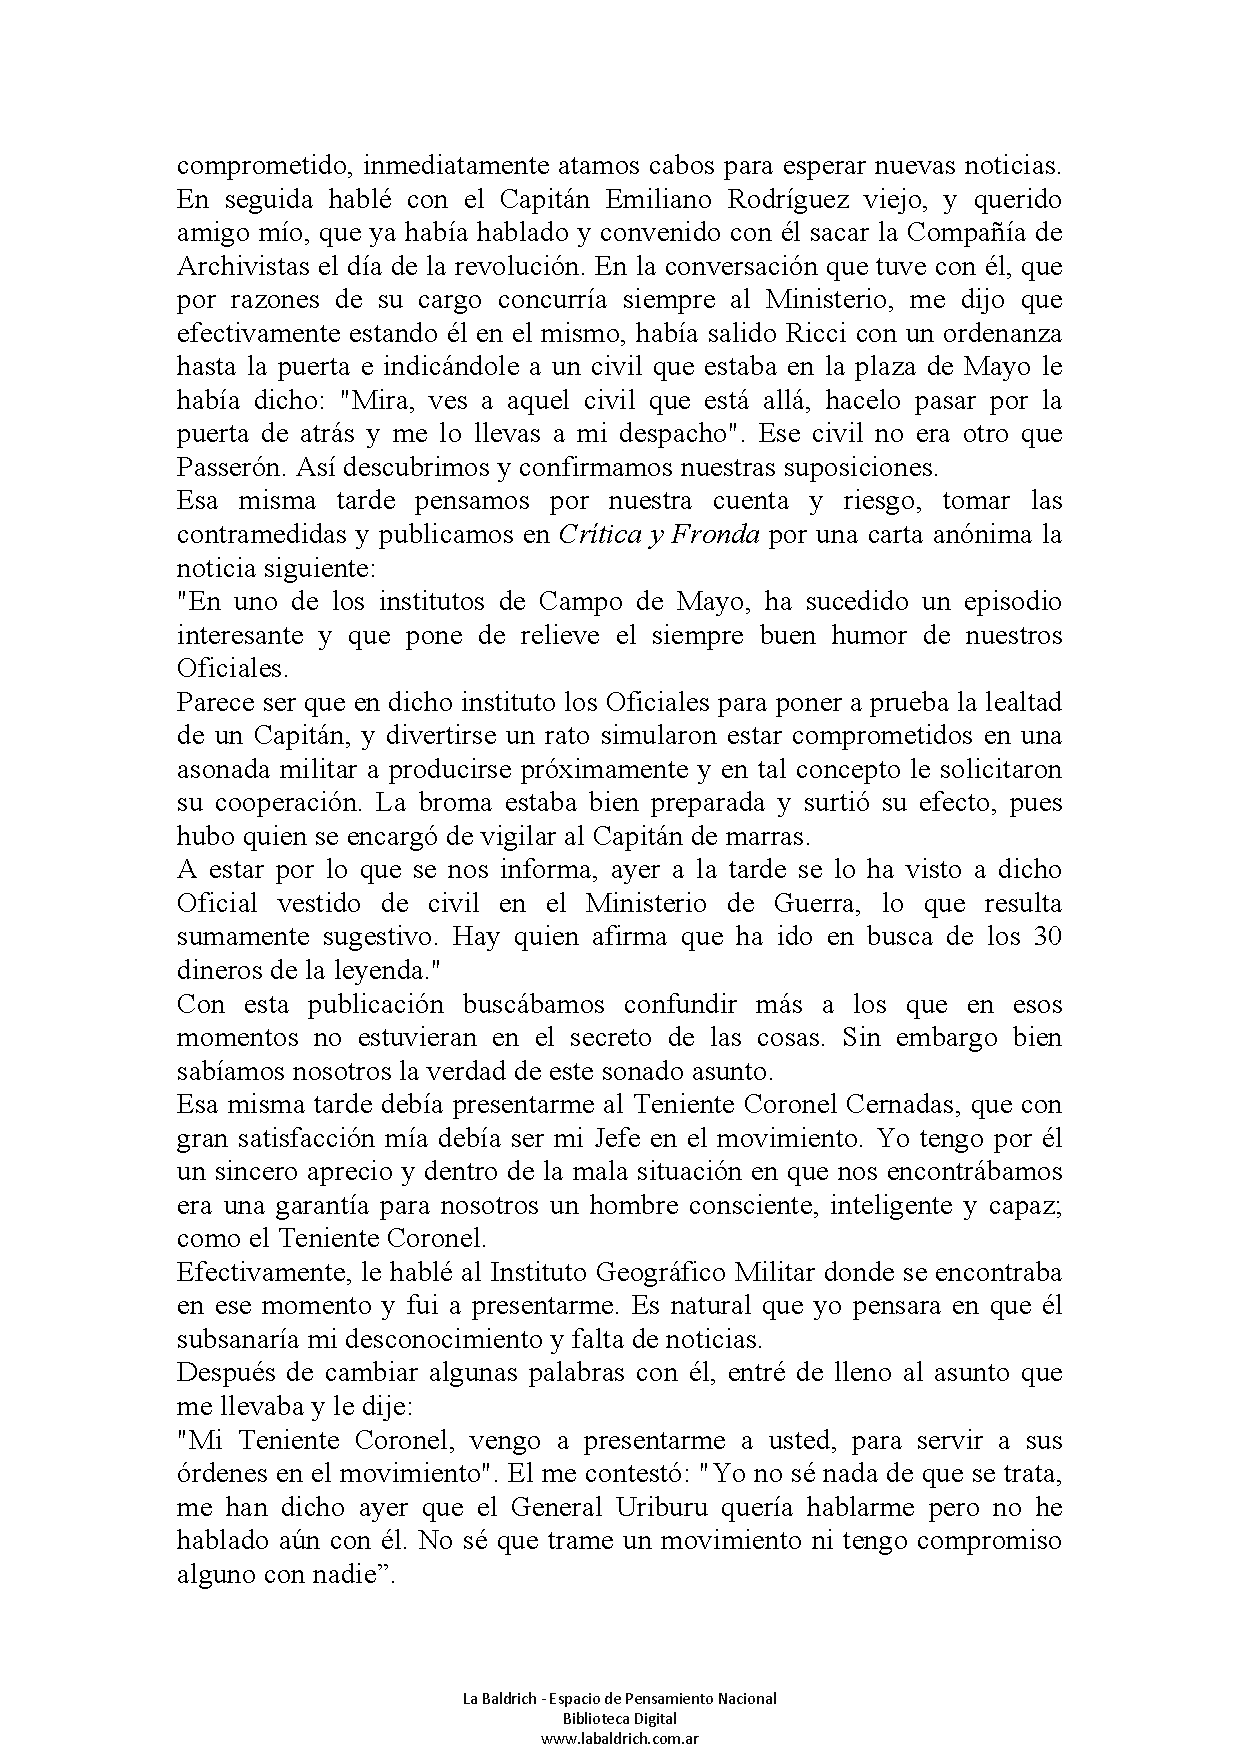 comprometido, inmediatamente atamos cabos para esperar nuevas noticias.
En seguida hablé con el Capitán Emiliano Rodríguez viejo, y querido
amigo mío, que ya había hablado y convenido con él sacar la Compañía de
Archivistas el día de la revolución. En la conversación que tuve con él, que
por razones de su cargo concurría siempre al Ministerio, me dijo que
efectivamente estando él en el mismo, había salido Ricci con un ordenanza
hasta la puerta e indicándole a un civil que estaba en la plaza de Mayo le
había dicho: "Mira, ves a aquel civil que está allá, hacelo pasar por la
puerta de atrás y me lo llevas a mi despacho". Ese civil no era otro que
Passerón. Así descubrimos y confirmamos nuestras suposiciones.
Esa misma tarde pensamos por nuestra cuenta y riesgo, tomar las
contramedidas y publicamos en Crítica y Fronda por una carta anónima la
noticia siguiente:
"En uno de los institutos de Campo de Mayo, ha sucedido un episodio
interesante y que pone de relieve el siempre buen humor de nuestros
Oficiales.
Parece ser que en dicho instituto los Oficiales para poner a prueba la lealtad
de un Capitán, y divertirse un rato simularon estar comprometidos en una
asonada militar a producirse próximamente y en tal concepto le solicitaron
su cooperación. La broma estaba bien preparada y surtió su efecto, pues
hubo quien se encargó de vigilar al Capitán de marras.
A estar por lo que se nos informa, ayer a la tarde se lo ha visto a dicho
Oficial vestido de civil en el Ministerio de Guerra, lo que resulta
sumamente sugestivo. Hay quien afirma que ha ido en busca de los 30
dineros de la leyenda."
Con esta publicación buscábamos confundir más a los que en esos
momentos no estuvieran en el secreto de las cosas. Sin embargo bien
sabíamos nosotros la verdad de este sonado asunto.
Esa misma tarde debía presentarme al Teniente Coronel Cernadas, que con
gran satisfacción mía debía ser mi Jefe en el movimiento. Yo tengo por él
un sincero aprecio y dentro de la mala situación en que nos encontrábamos
era una garantía para nosotros un hombre consciente, inteligente y capaz;
como el Teniente Coronel.
Efectivamente, le hablé al Instituto Geográfico Militar donde se encontraba
en ese momento y fui a presentarme. Es natural que yo pensara en que él
subsanaría mi desconocimiento y falta de noticias.
Después de cambiar algunas palabras con él, entré de lleno al asunto que
me llevaba y le dije:
"Mi Teniente Coronel, vengo a presentarme a usted, para servir a sus
órdenes en el movimiento". El me contestó: "Yo no sé nada de que se trata,
me han dicho ayer que el General Uriburu quería hablarme pero no he
hablado aún con él. No sé que trame un movimiento ni tengo compromiso
alguno con nadie”.
La Baldrich - Espacio de Pensamiento Nacional
Biblioteca Digital
www.labaldrich.com.ar